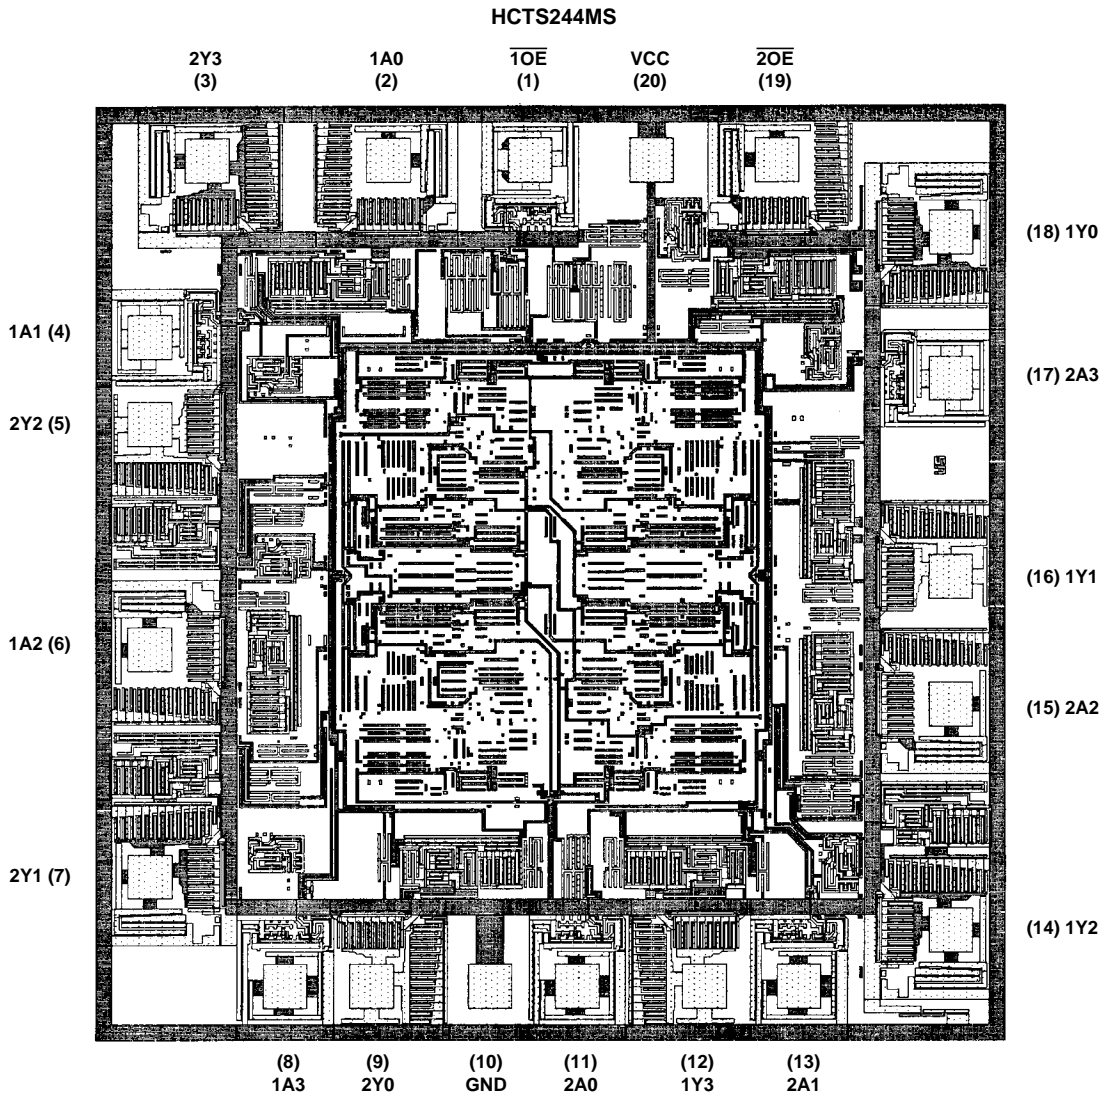 HCTS244MS
2Y3 1A0 1OE VCC 2OE
(3) (2) (1) (20) (19)
(18) 1Y0
1A1 (4)
(17) 2A3
2Y2 (5)
(16) 1Y1
1A2 (6)
(15) 2A2
2Y1 (7)
(14) 1Y2
(8) (9) (10) (11) (12) (13)
1A3 2Y0 GND 2A0 1Y3 2A1